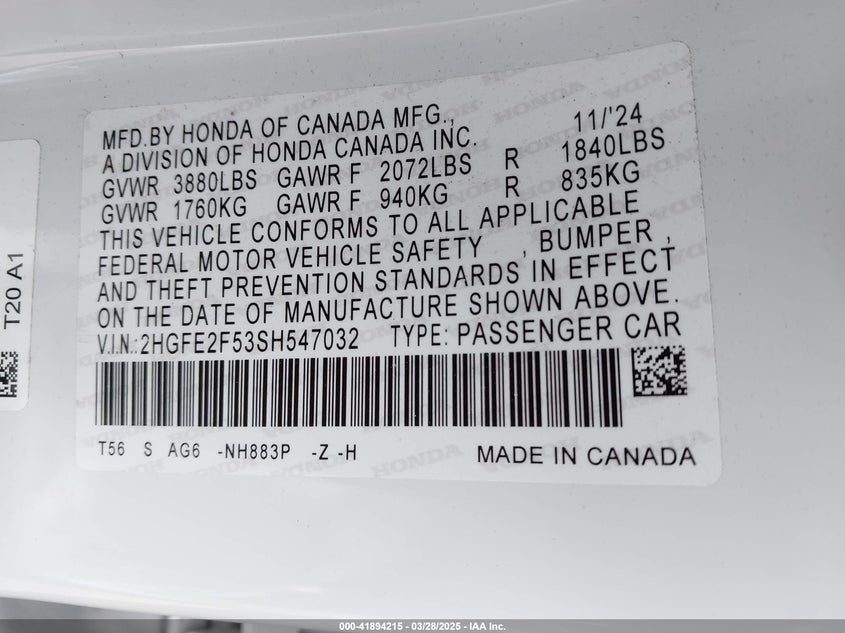 MFD.BY HONDA OF CANADA MFG., 11/'24
A DIVISION OF HONDA CANADA INC.
GVWR 3880LBS GAWR F 2072LBS R 1840LBS
GVWR 1760KG GAWR F 940KG R 835KG
THIS VEHICLE CONFORMS TO ALL APPLICABLE
FEDERAL MOTOR VEHICLE SAFETY , BUMPER ,
AND THEFT PREVENTION STANDARDS IN EFFECT
ON THE DATE OF MANUFACTURE SHOWN ABOVE.
V.I.N.: 2HGFE2F53SH547032 TYPE: PASSENGER CAR
T56 S AG6 -NH883P -Z -H MADE IN CANADA
T20 A1
000-41894215 | 03/28/2025 - IAA Inc.